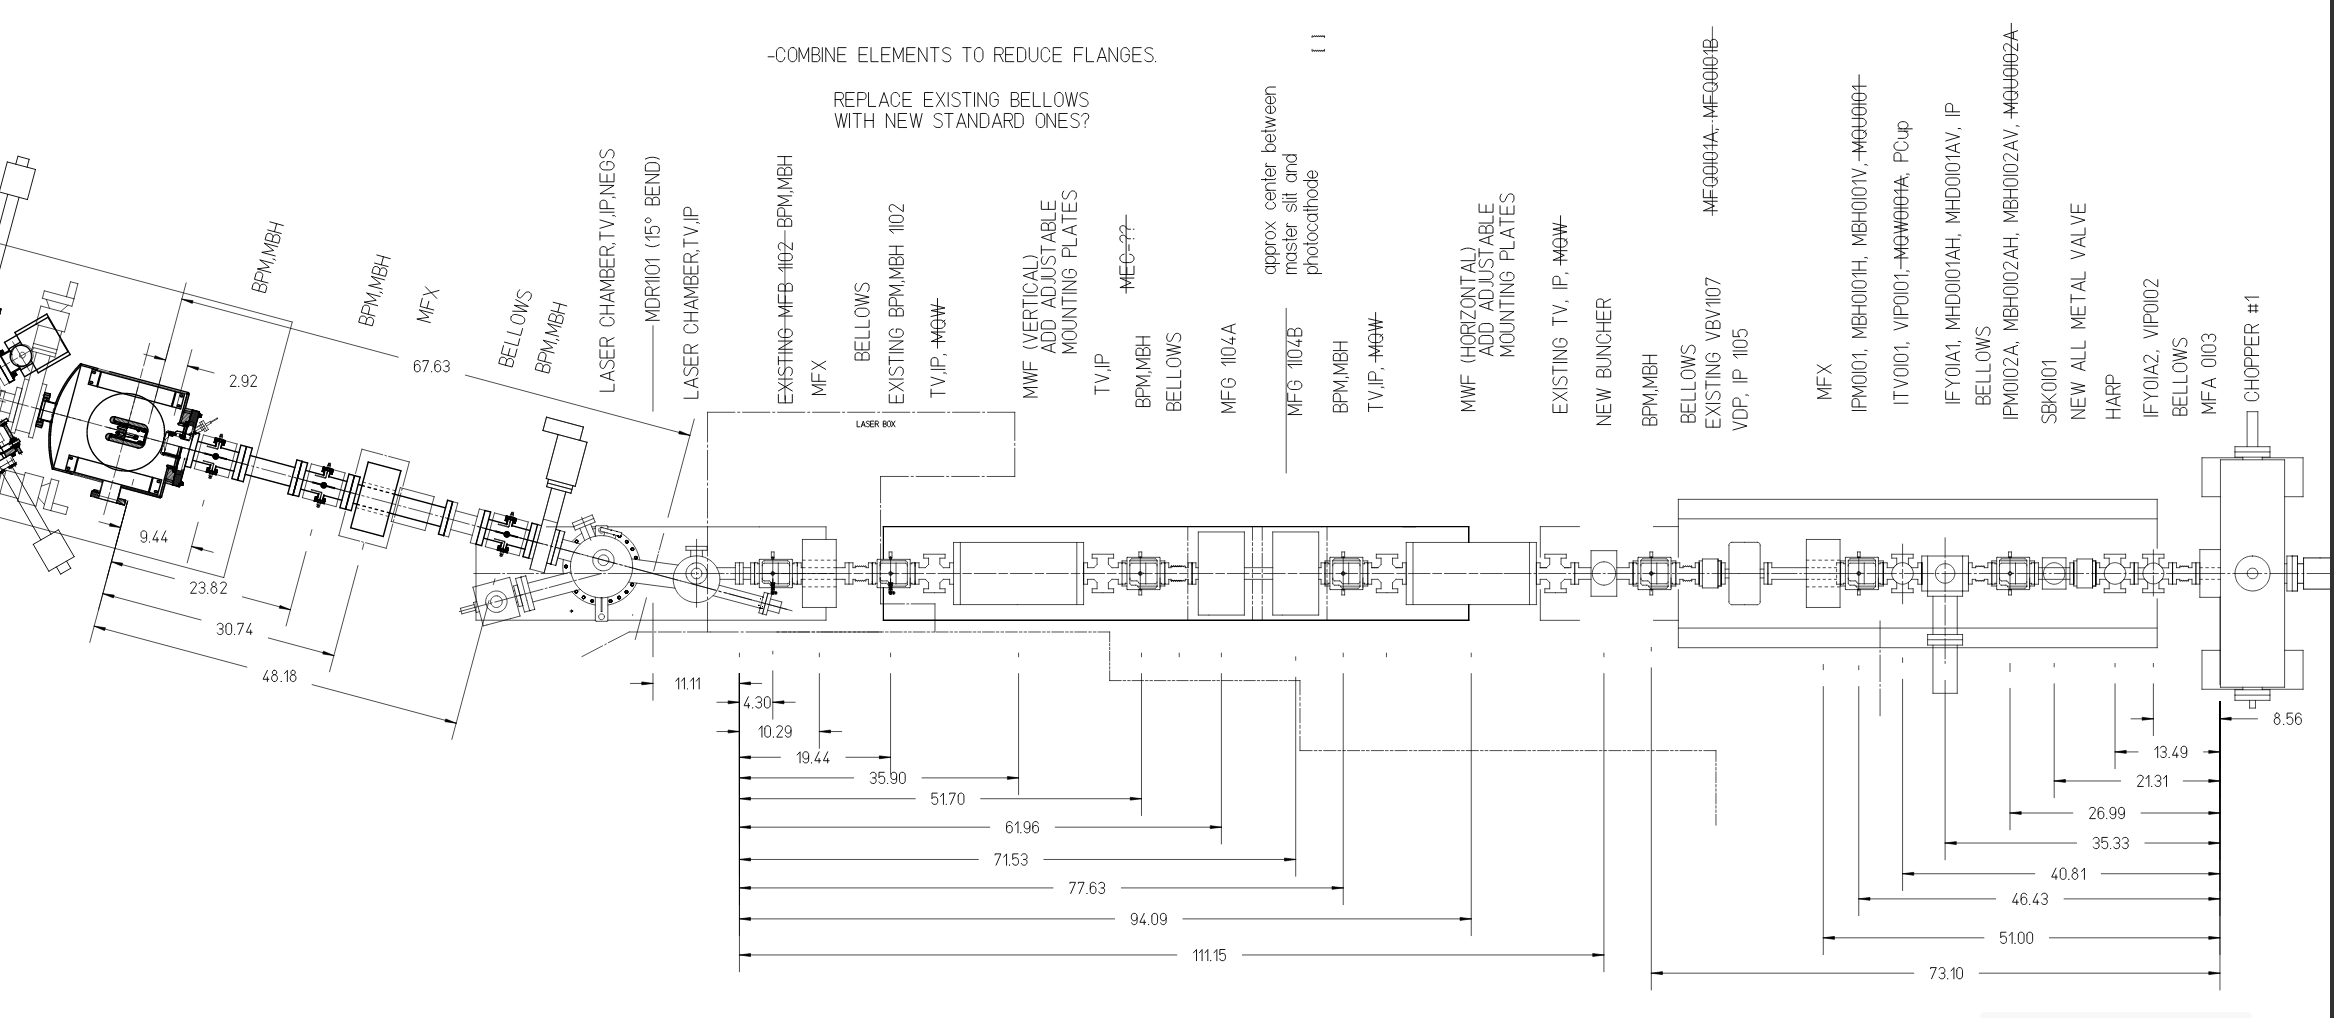 -COMBINE ELEMENTS TO REDUCE FLANGES.
REPLACE EXISTING BELLOWS
WITH NEW STANDARD ONES?
[ ]
BPM,MBH
BPM,MBH
MFX
BELLOWS
BPM,MBH
LASER CHAMBER,TV,IP,NEGS
MDR1I01 (15° BEND)
LASER CHAMBER,TV,IP
EXISTING MFB 1I02 BPM,MBH
MFX
BELLOWS
EXISTING BPM,MBH 1I02
TV,IP, MQW
MWF (VERTICAL)
ADD ADJUSTABLE
MOUNTING PLATES
TV,IP
MEC-??
BPM,MBH
BELLOWS
MFG 1I04A
approx center between
master slit and
photocathode
MFG 1I04B
BPM,MBH
TV,IP, MQW
MWF (HORIZONTAL)
ADD ADJUSTABLE
MOUNTING PLATES
EXISTING TV, IP, MQW
NEW BUNCHER
BPM,MBH
BELLOWS
EXISTING VBV1I07
MFQ0I01A, MFQ0I01B
VDP, IP 1I05
MFX
IPM0I01, MBH0I01H, MBH0I01V, MQU0I01
ITV0I01, VIP0I01, MQW0I01A, PCup
IFY0IA1, MHD0I01AH, MHD0I01AV, IP
BELLOWS
IPM0I02A, MBH0I02AH, MBH0I02AV, MQU0I02A
SBK0I01
NEW ALL METAL VALVE
HARP
IFY0IA2, VIP0I02
BELLOWS
MFA 0I03
CHOPPER #1
LASER BOX
67.63
2.92
9.44
23.82
30.74
48.18
11.11
4.30
10.29
19.44
35.90
51.70
61.96
71.53
77.63
94.09
111.15
8.56
13.49
21.31
26.99
35.33
40.81
46.43
51.00
73.10